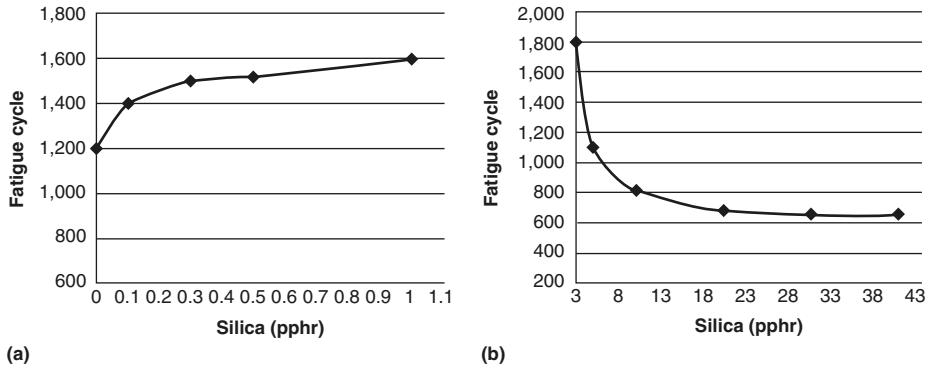 1,800
1,600
1,400
1,200
1,000
800
600
Fatigue cycle
0 0.1 0.2 0.3 0.4 0.5 0.6 0.7 0.8 0.9 1 1.1
Silica (pphr)
(a)
2,000
1,800
1,600
1,400
1,200
1,000
800
600
400
200
Fatigue cycle
3 8 13 18 23 28 33 38 43
Silica (pphr)
(b)